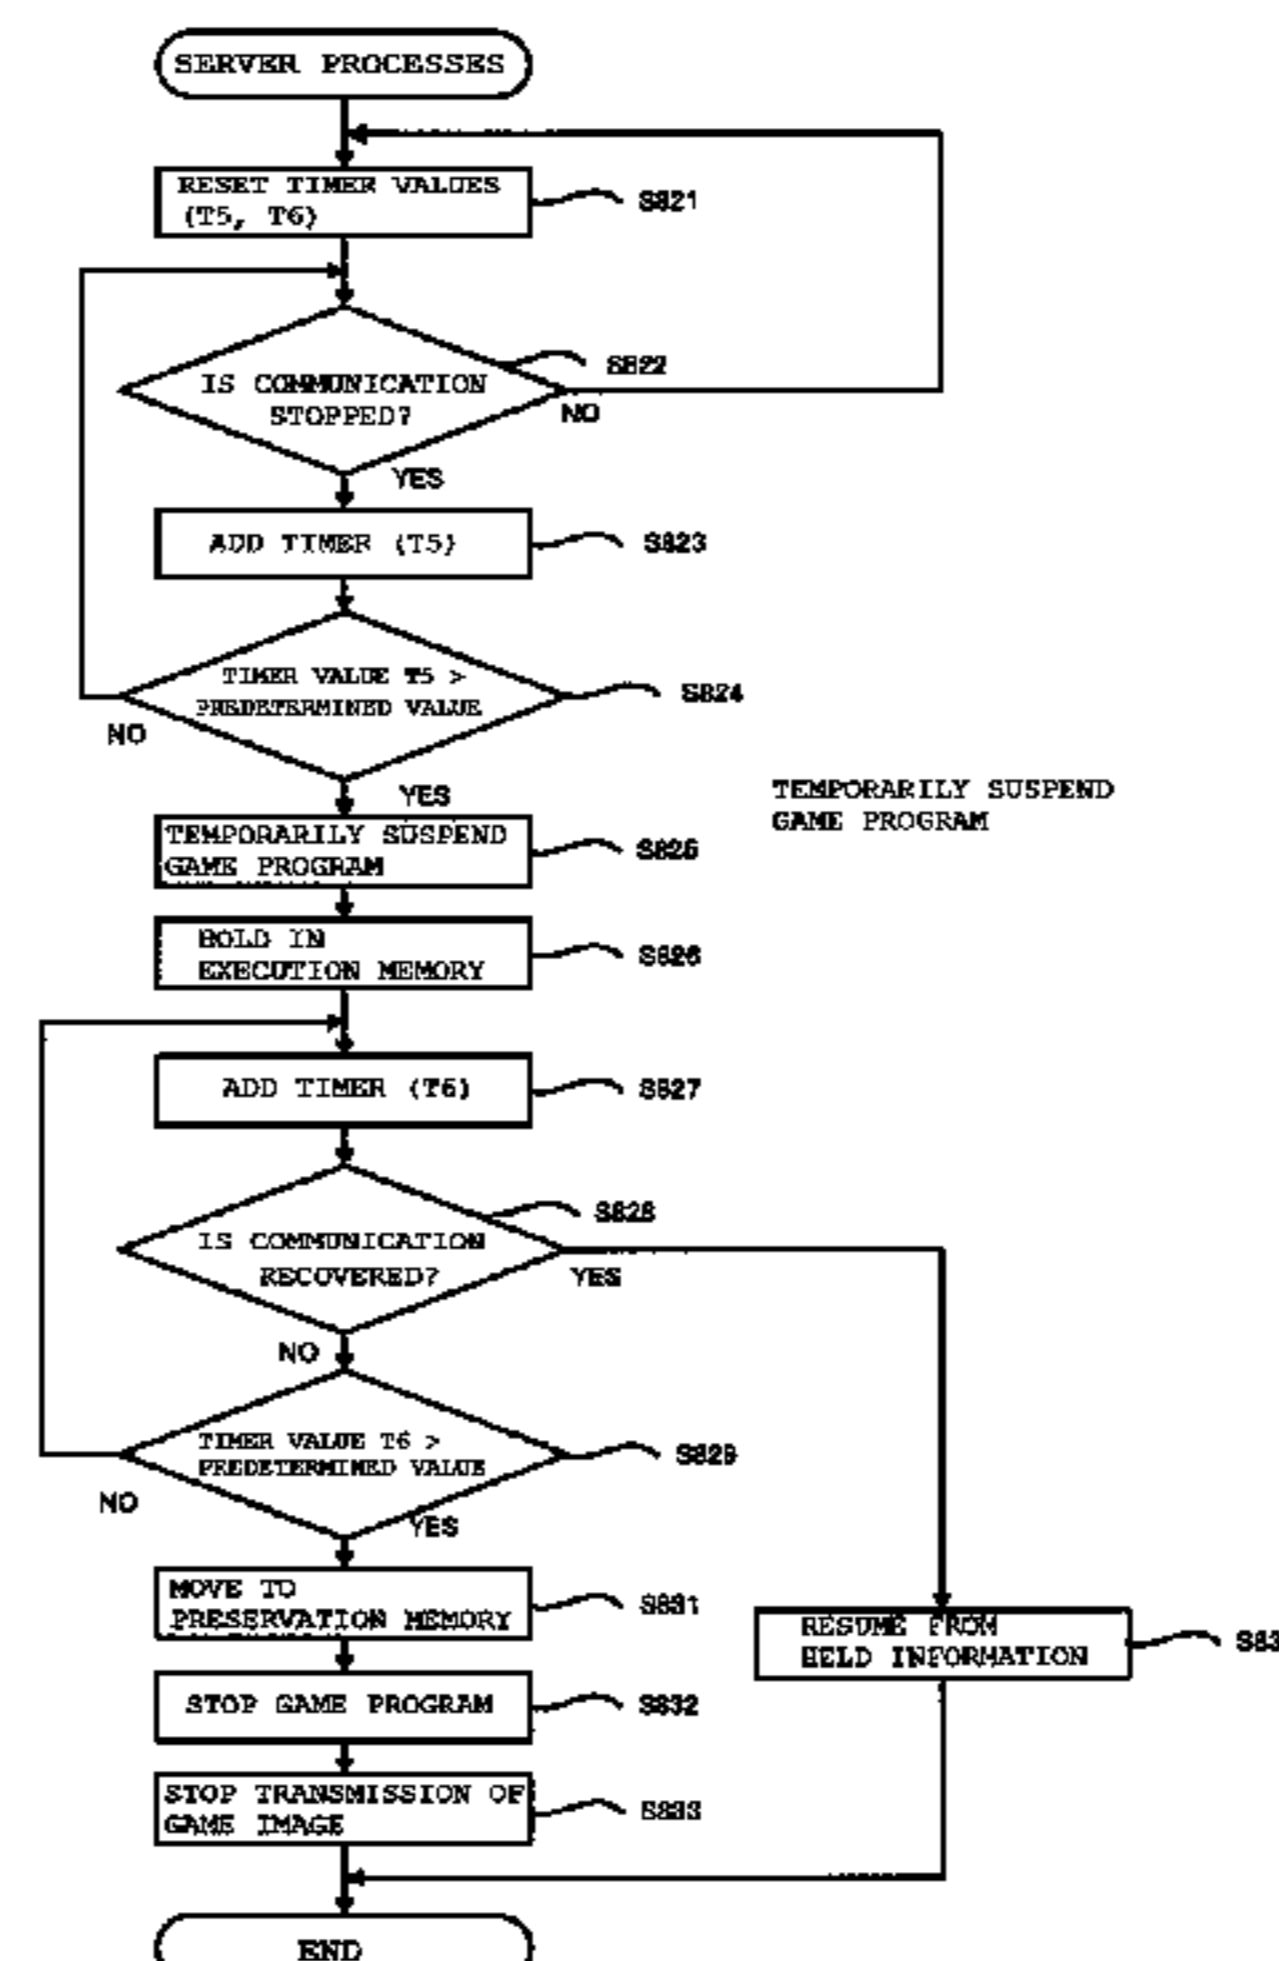 SERVER PROCESSES
RESET TIMER VALUES
(T5, T6)
S821
IS COMMUNICATION
STOPPED?
S822
NO
YES
ADD TIMER (T5)
S823
TIMER VALUE T5 >
PREDETERMINED VALUE
S824
NO
YES
TEMPORARILY SUSPEND
GAME PROGRAM
TEMPORARILY SUSPEND
GAME PROGRAM
S825
HOLD IN
EXECUTION MEMORY
S826
ADD TIMER (T6)
S827
IS COMMUNICATION
RECOVERED?
S828
YES
NO
TIMER VALUE T6 >
PREDETERMINED VALUE
S829
NO
YES
MOVE TO
PRESERVATION MEMORY
S831
RESUME FROM
HELD INFORMATION
STOP GAME PROGRAM
S832
STOP TRANSMISSION OF
GAME IMAGE
S833
END